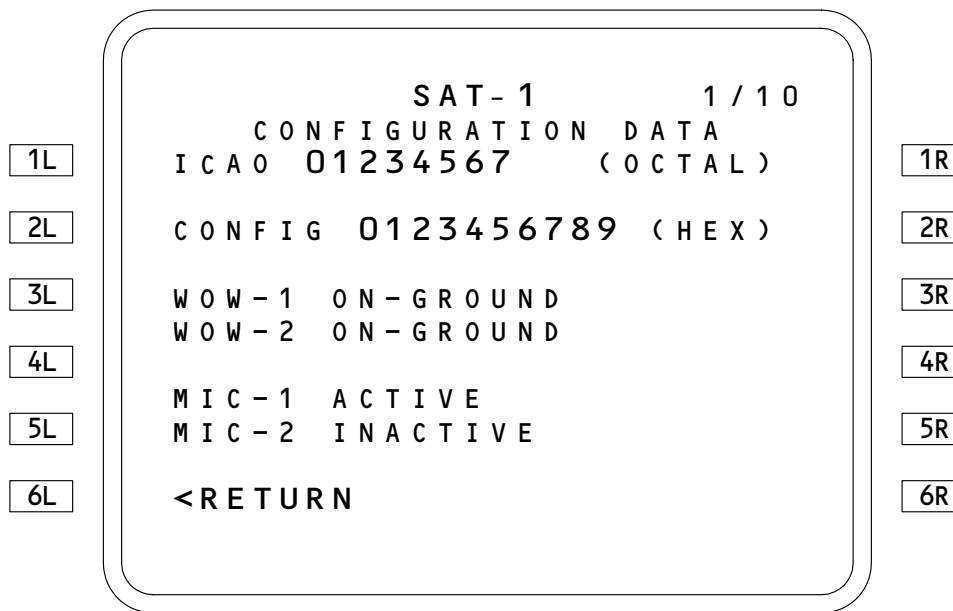 SAT-1 1/10
CONFIGURATION DATA
1L ICAO 01234567 (OCTAL) 1R
2L CONFIG 0123456789 (HEX) 2R
3L WOW-1 ON-GROUND 3R
WOW-2 ON-GROUND
4L 4R
MIC-1 ACTIVE
5L MIC-2 INACTIVE 5R
6L <RETURN 6R